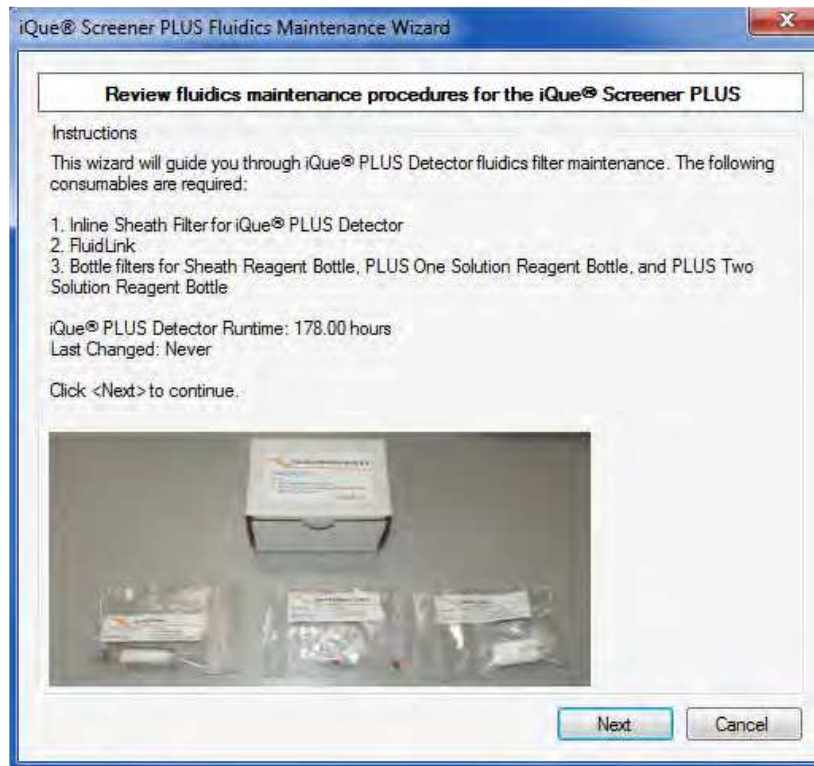 iQue® Screener PLUS Fluidics Maintenance Wizard
Review fluidics maintenance procedures for the iQue® Screener PLUS
Instructions
This wizard will guide you through iQue® PLUS Detector fluidics filter maintenance. The following
consumables are required:
1. Inline Sheath Filter for iQue® PLUS Detector
2. FluidLink
3. Bottle filters for Sheath Reagent Bottle, PLUS One Solution Reagent Bottle, and PLUS Two
Solution Reagent Bottle
iQue® PLUS Detector Runtime: 178.00 hours
Last Changed: Never
Click <Next> to continue.
Next Cancel